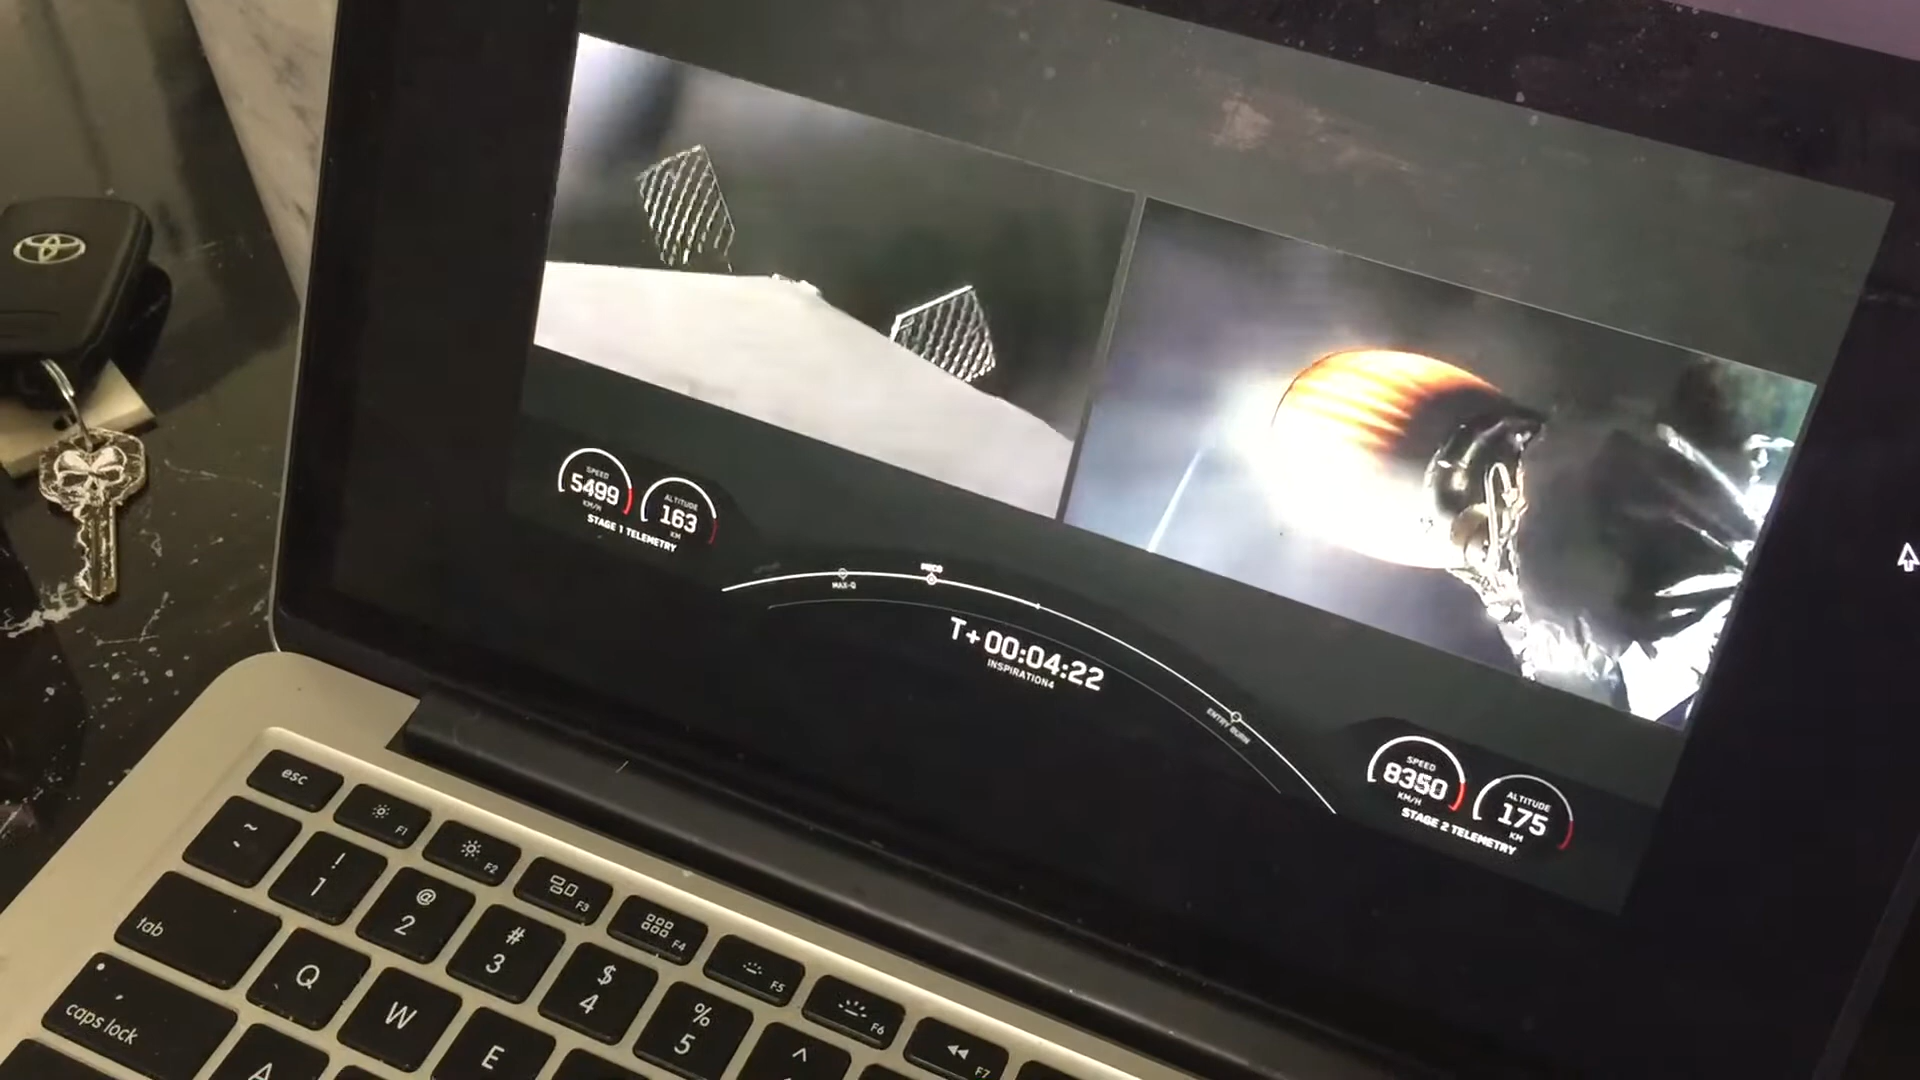 SPEED
5499
KM/H
ALTITUDE
163
KM
STAGE 1 TELEMETRY
MAX-Q
MECO
T+00:04:22
INSPIRATION4
ENTRY BURN
SPEED
8350
KM/H
ALTITUDE
175
KM
STAGE 2 TELEMETRY
esc
F1
F2
F3
F4
F5
F6
F7
~
!
1
@
2
#
3
$
4
%
5
^
tab
Q
W
E
caps lock
A